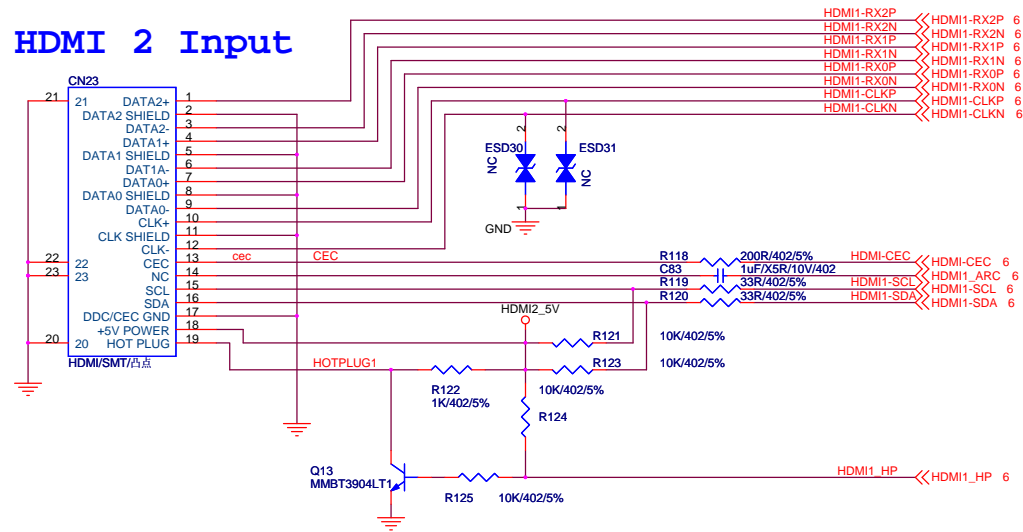 HDMI 2 Input
HDMI1-RX2P HDMI1-RX2P 6
HDMI1-RX2N HDMI1-RX2N 6
HDMI1-RX1P HDMI1-RX1P 6
HDMI1-RX1N HDMI1-RX1N 6
HDMI1-RX0P HDMI1-RX0P 6
HDMI1-RX0N HDMI1-RX0N 6
HDMI1-CLKP HDMI1-CLKP 6
HDMI1-CLKN HDMI1-CLKN 6
CN23
21 21 DATA2+ 1
DATA2 SHIELD 2
DATA2- 3
DATA1+ 4
DATA1 SHIELD 5
DAT1A- 6
DATA0+ 7
DATA0 SHIELD 8
DATA0- 9
CLK+ 10
CLK SHIELD 11
CLK- 12
22 22 CEC 13
23 23 NC 14
SCL 15
SDA 16
DDC/CEC GND 17
+5V POWER 18
20 20 HOT PLUG 19
HDMI/SMT/凸点
2 2
ESD30 ESD31
NC NC
1 1
GND
cec CEC R118 200R/402/5% HDMI-CEC HDMI-CEC 6
C83 1uF/X5R/10V/402 HDMI1_ARC 6
R119 33R/402/5% HDMI1-SCL HDMI1-SCL 6
R120 33R/402/5% HDMI1-SDA HDMI1-SDA 6
HDMI2_5V
R121 10K/402/5%
HOTPLUG1 R123 10K/402/5%
R122 10K/402/5%
1K/402/5%
R124
Q13
MMBT3904LT1
R125 10K/402/5%
HDMI1_HP HDMI1_HP 6